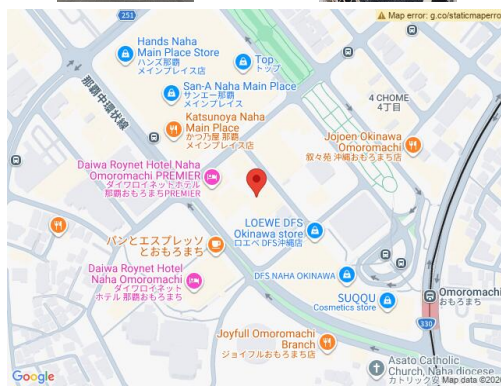 251
Map error: g.co/staticmaperro
Hands Naha
Main Place Store
ハンズ那覇
メインプレイス店
Top
トップ
San-A Naha Main Place
サンエー那覇
メインプレイス
那覇中環状線
4 CHOME
4丁目
Katsunoya Naha
Main Place
かつ乃屋 那覇
メインプレイス店
Jojoen Okinawa
Omoromachi
叙々苑 沖縄おもろまち店
Daiwa Roynet Hotel Naha
Omoromachi PREMIER
ダイワロイネットホテル
那覇おもろまちPREMIER
LOEWE DFS
Okinawa store
ロエベ DFS沖縄店
パンとエスプレッソ
とおもろまち
DFS NAHA OKINAWA
Daiwa Roynet Hotel
Naha Omoromachi
ダイワロイネット
ホテル 那覇おもろまち
SUQQU
Cosmetics store
Omoromachi
おもろまち
330
Joyfull Omoromachi
Branch
ジョイフルおもろまち店
Asato Catholic
Church, Naha diocese
カトリック安
Google
Map data ©202